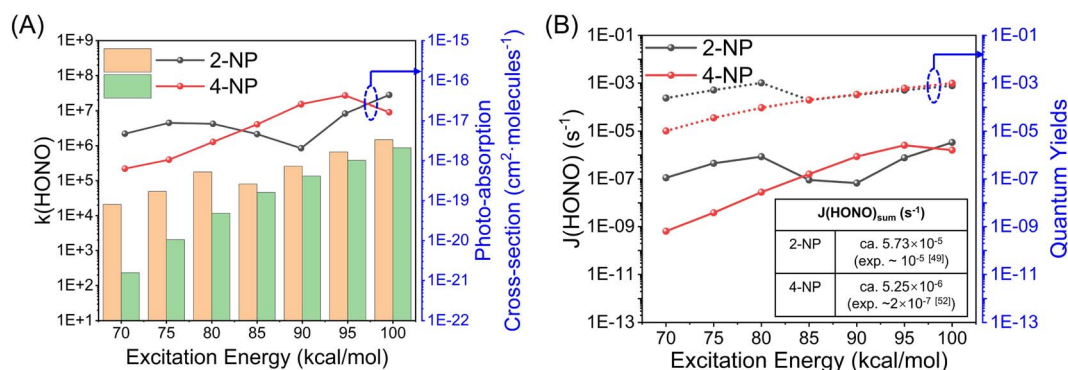 (A)
1E+9
1E+8
1E+7
1E+6
1E+5
1E+4
1E+3
1E+2
1E+1
k(HONO)
2-NP
4-NP
70 75 80 85 90 95 100
Excitation Energy (kcal/mol)
1E-15
1E-16
1E-17
1E-18
1E-19
1E-20
1E-21
1E-22
Photo-absorption
Cross-section (cm²·molecules⁻¹)
(B)
1E-01
1E-03
1E-05
1E-07
1E-09
1E-11
1E-13
J(HONO) (s⁻¹)
2-NP
4-NP
J(HONO)sum (s⁻¹)
2-NP ca. 5.73×10⁻⁵
(exp. ~ 10⁻⁵ [49])
4-NP ca. 5.25×10⁻⁶
(exp. ~2×10⁻⁷ [52])
70 75 80 85 90 95 100
Excitation Energy (kcal/mol)
1E-01
1E-03
1E-05
1E-07
1E-09
1E-11
1E-13
Quantum Yields